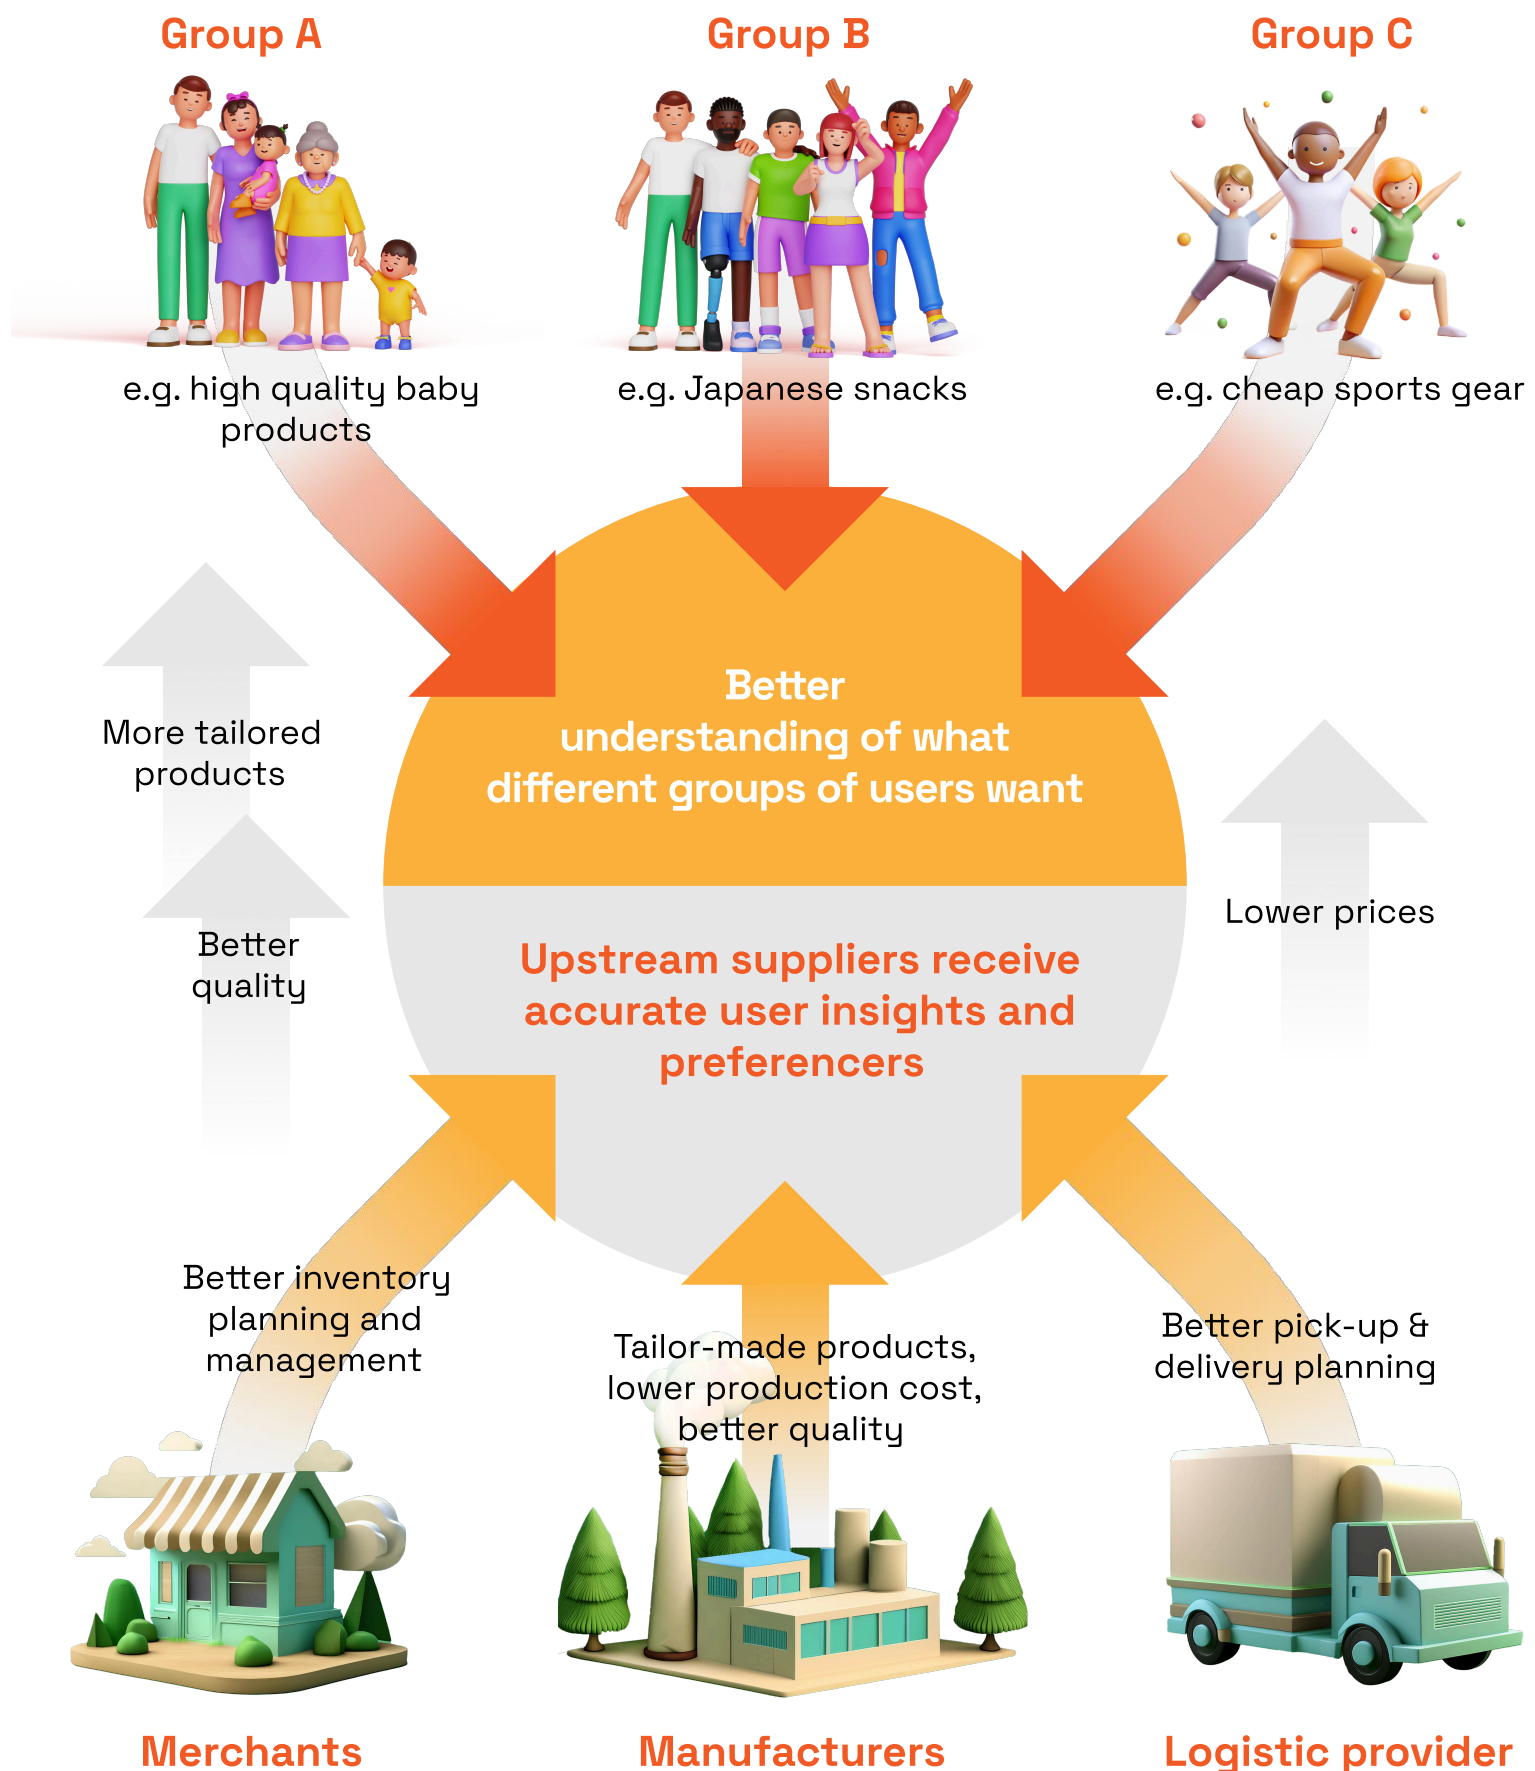 Group A
Group B
Group C
e.g. high quality baby
products
e.g. Japanese snacks
e.g. cheap sports gear
Better
understanding of what
different groups of users want
More tailored
products
Better
quality
Lower prices
Upstream suppliers receive
accurate user insights and
preferencers
Better inventory
planning and
management
Tailor-made products,
lower production cost,
better quality
Better pick-up &
delivery planning
Merchants
Manufacturers
Logistic provider